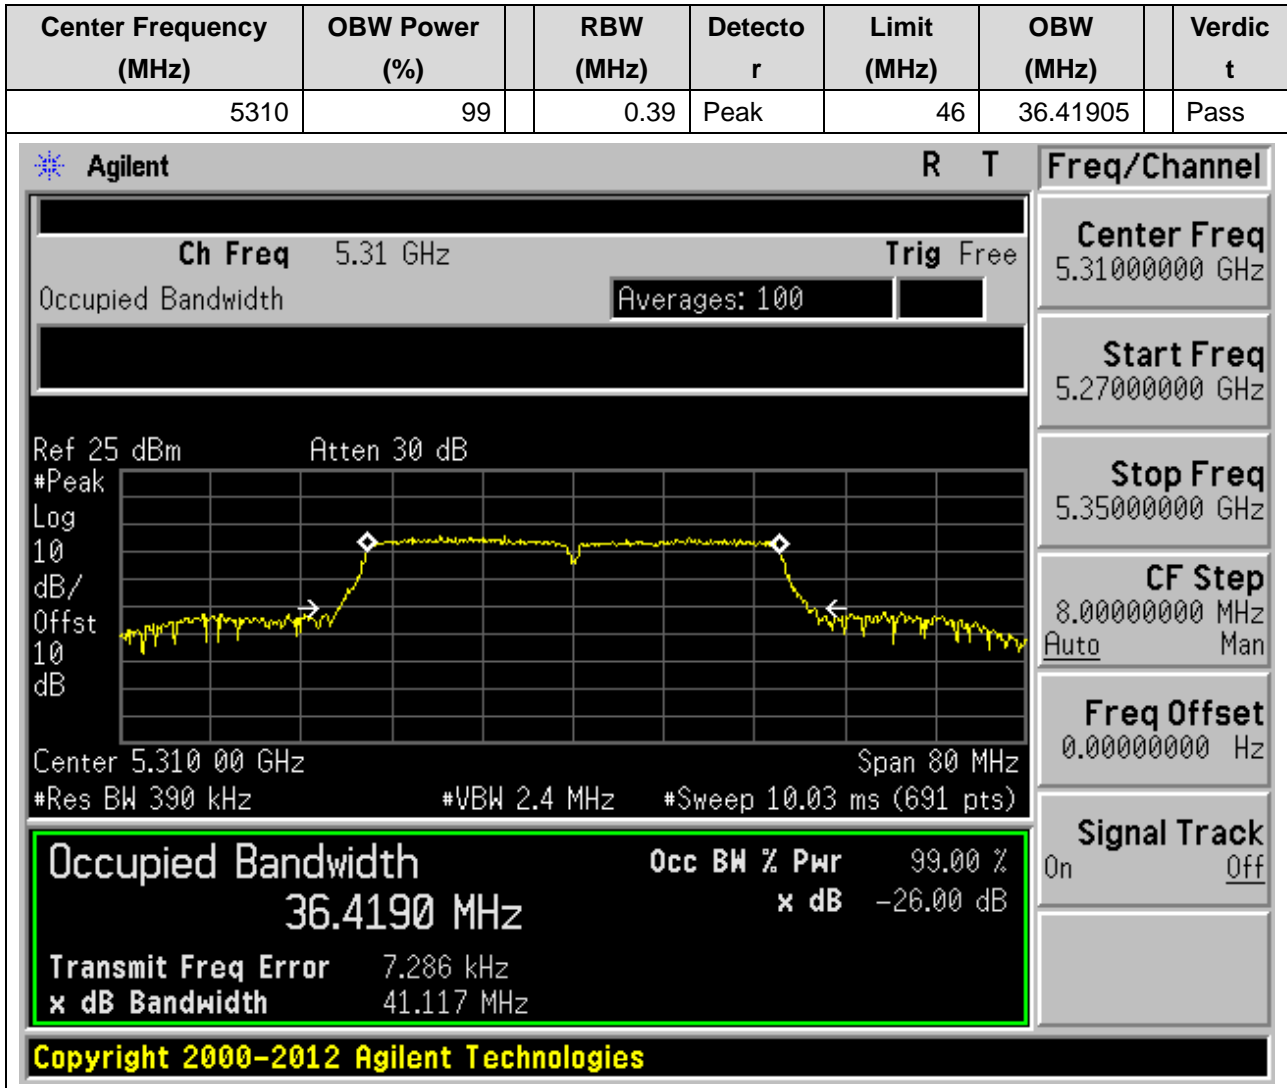 Center Frequency OBW Power RBW Detecto Limit OBW Verdic
(MHz) (%) (MHz) r (MHz) (MHz) t
5310 99 0.39 Peak 46 36.41905 Pass
Agilent R T Freq/Channel
Ch Freq 5.31 GHz Trig Free
Occupied Bandwidth Averages: 100
Center Freq
5.31000000 GHz
Start Freq
5.27000000 GHz
Stop Freq
5.35000000 GHz
CF Step
8.00000000 MHz
Auto Man
Freq Offset
0.00000000 Hz
Signal Track
On Off
Ref 25 dBm Atten 30 dB
#Peak
Log
10
dB/
Offst
10
dB
Center 5.310 00 GHz Span 80 MHz
#Res BW 390 kHz #VBW 2.4 MHz #Sweep 10.03 ms (691 pts)
Occupied Bandwidth Occ BW % Pwr 99.00 %
36.4190 MHz x dB -26.00 dB
Transmit Freq Error 7.286 kHz
x dB Bandwidth 41.117 MHz
Copyright 2000-2012 Agilent Technologies